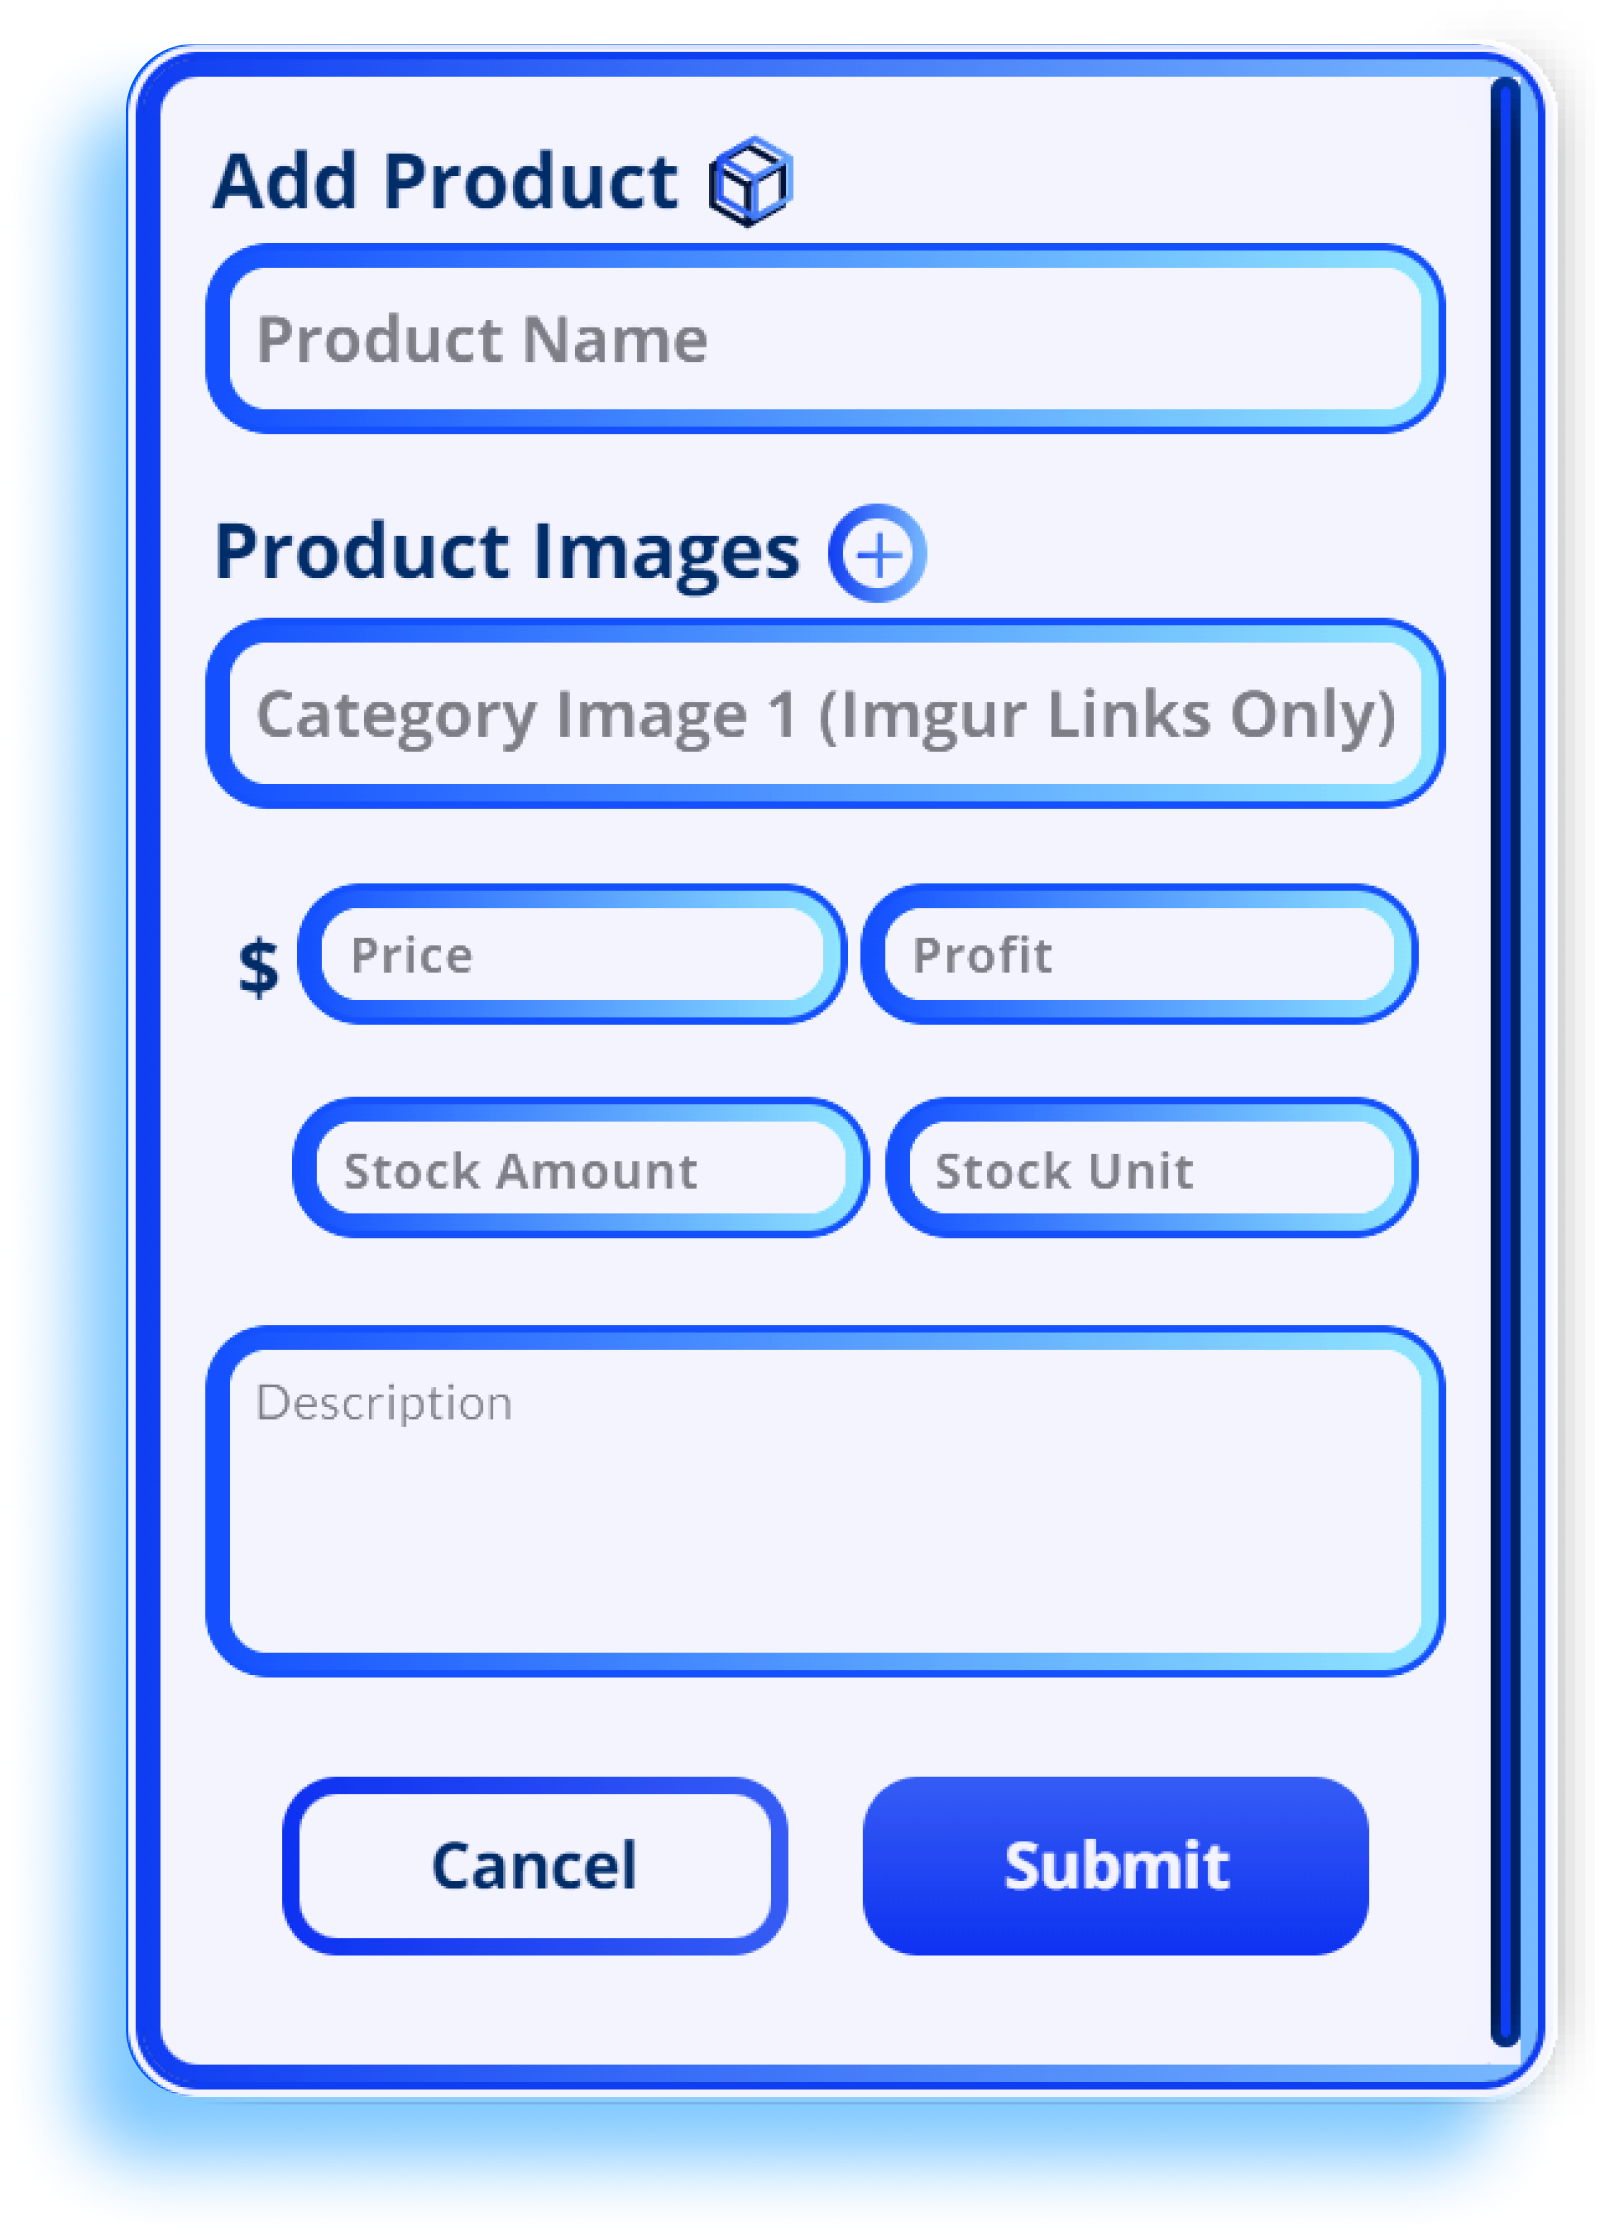 Add Product
Product Name
Product Images
Category Image 1 (Imgur Links Only)
$ Price Profit
Stock Amount Stock Unit
Description
Cancel Submit